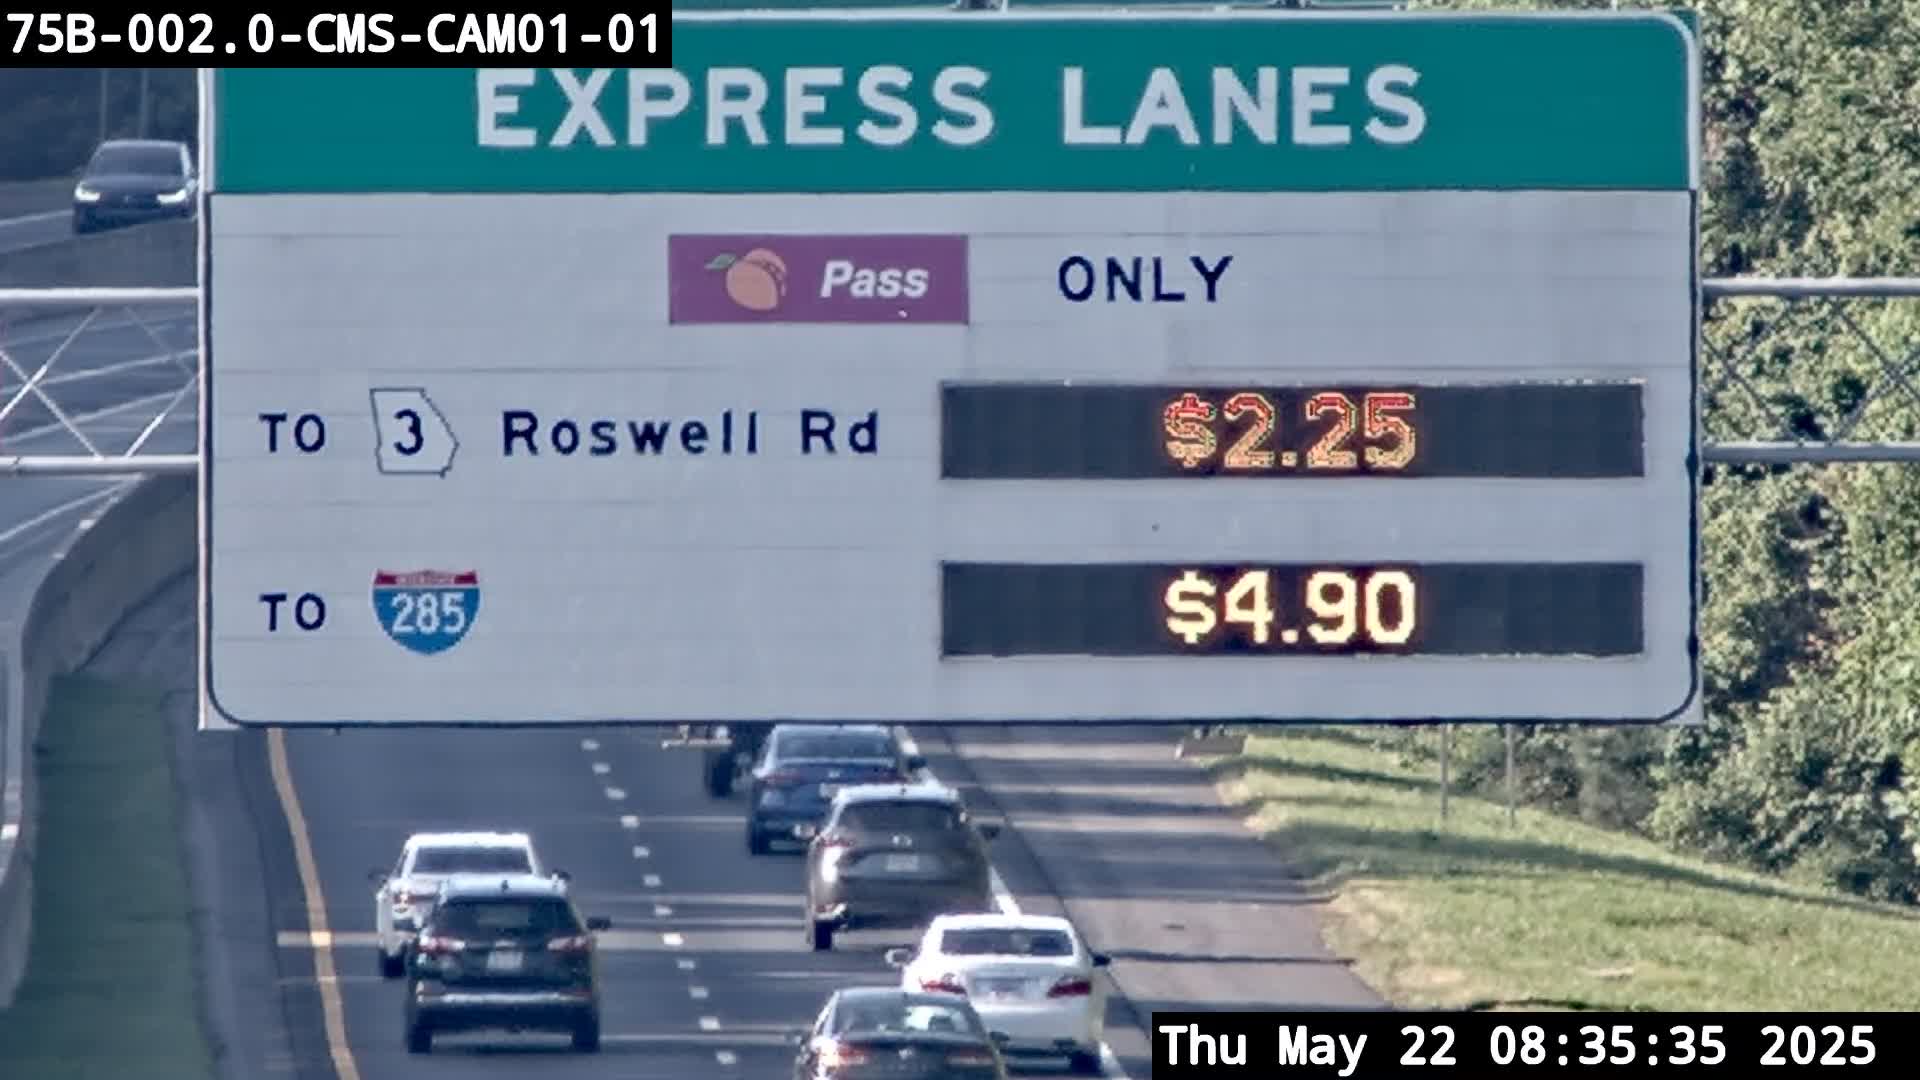 75B-002.0-CMS-CAM01-01
EXPRESS LANES
Pass ONLY
TO 3 Roswell Rd $2.25
TO 285 $4.90
Thu May 22 08:35:35 2025